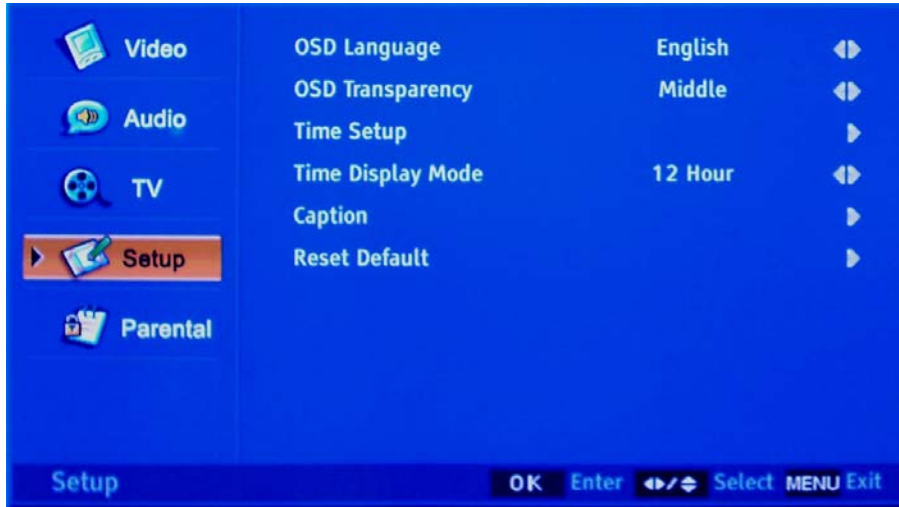 Video
Audio
TV
Setup
Parental
OSD Language English
OSD Transparency Middle
Time Setup
Time Display Mode 12 Hour
Caption
Reset Default
Setup OK Enter / Select MENU Exit